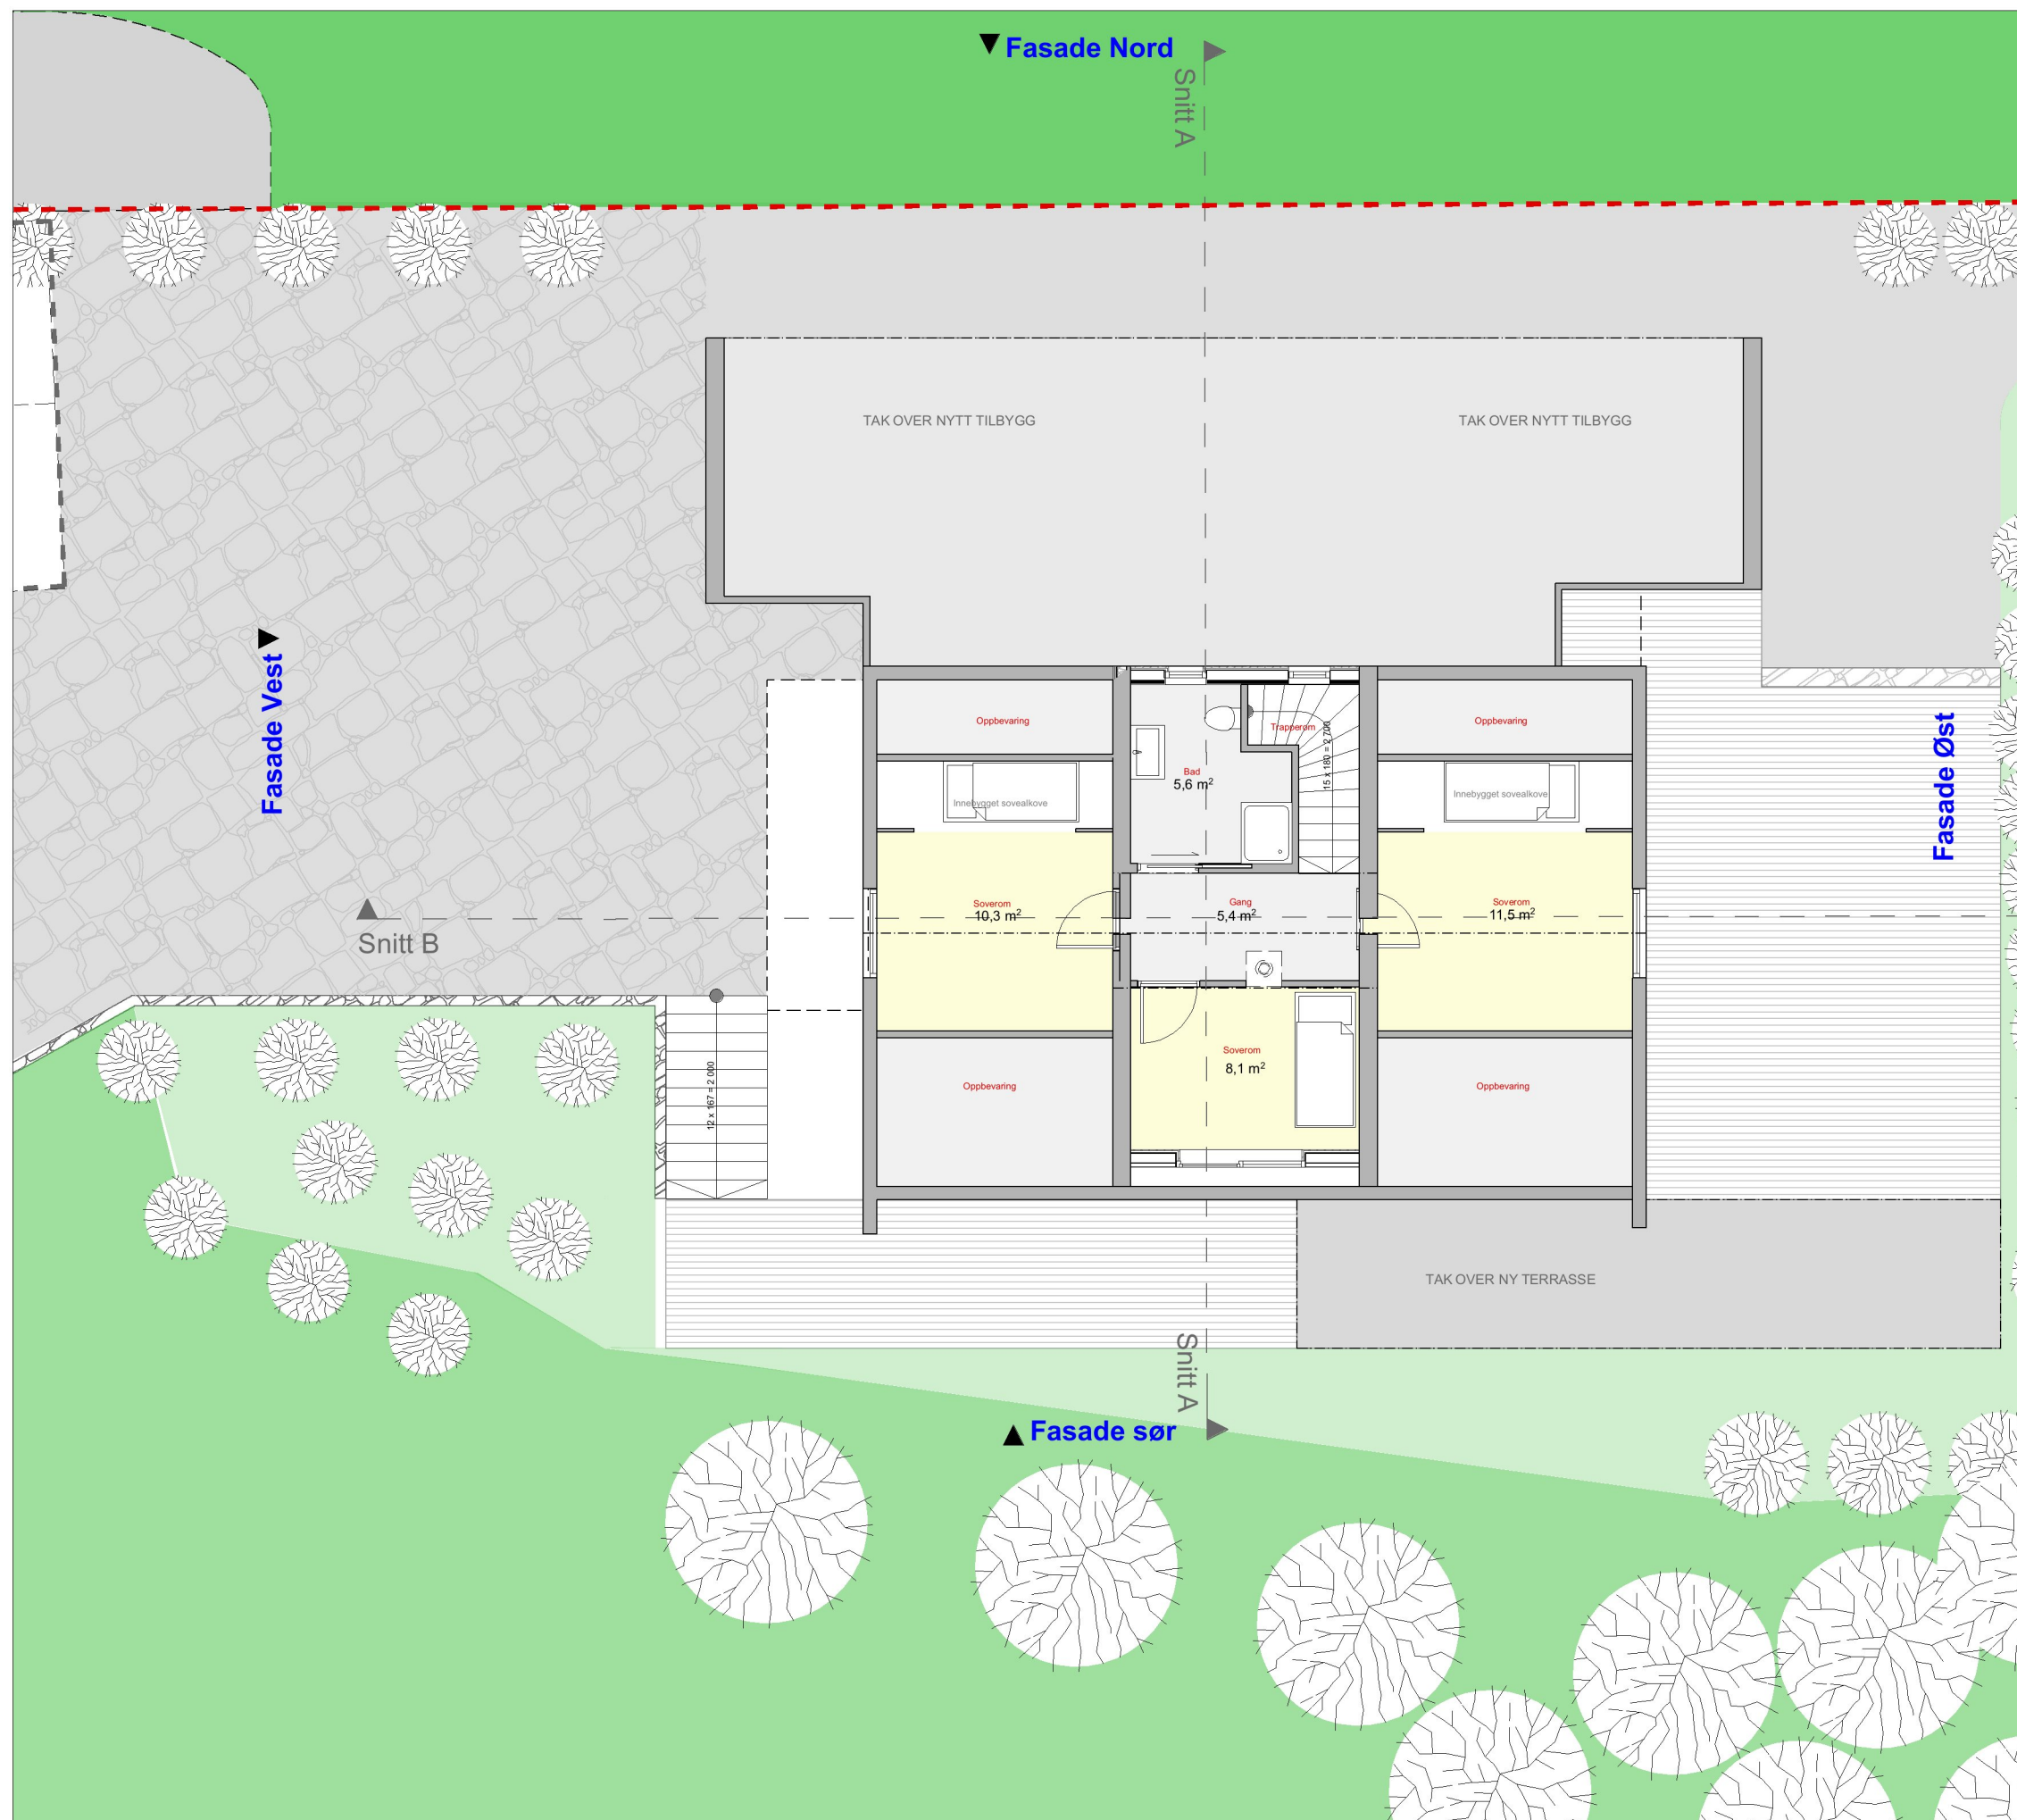 Fasade Nord
Snitt A
TAK OVER NYTT TILBYGG
TAK OVER NYTT TILBYGG
Fasade Vest
Fasade Øst
Oppbevaring
Trapperom
15 x 180 = 2 700
Oppbevaring
Bad
5,6 m²
Innebygget sovealkove
Innebygget sovealkove
Soverom
10,3 m²
Gang
5,4 m²
Soverom
11,5 m²
Snitt B
Soverom
8,1 m²
Oppbevaring
Oppbevaring
12 x 167 = 2 000
TAK OVER NY TERRASSE
Snitt A
Fasade sør